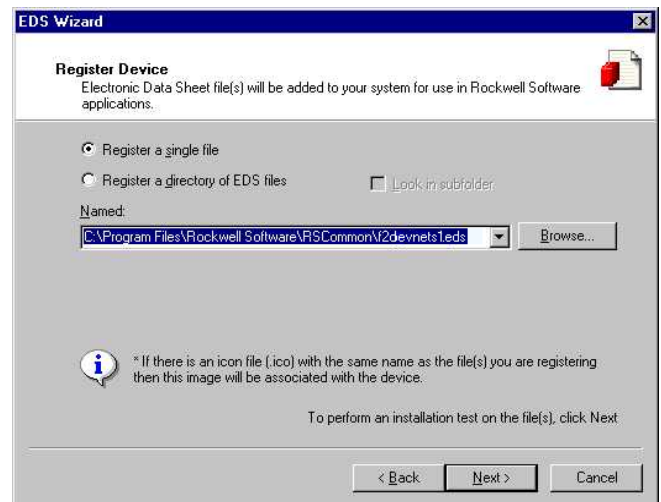 EDS Wizard
Register Device
Electronic Data Sheet file(s) will be added to your system for use in Rockwell Software
applications.
Register a single file
Register a directory of EDS files
Look in subfolder
Named:
C:\Program Files\Rockwell Software\RSCommon\f2devnets1.eds
Browse...
* If there is an icon file (.ico) with the same name as the file(s) you are registering
then this image will be associated with the device.
To perform an installation test on the file(s), click Next
< Back
Next >
Cancel